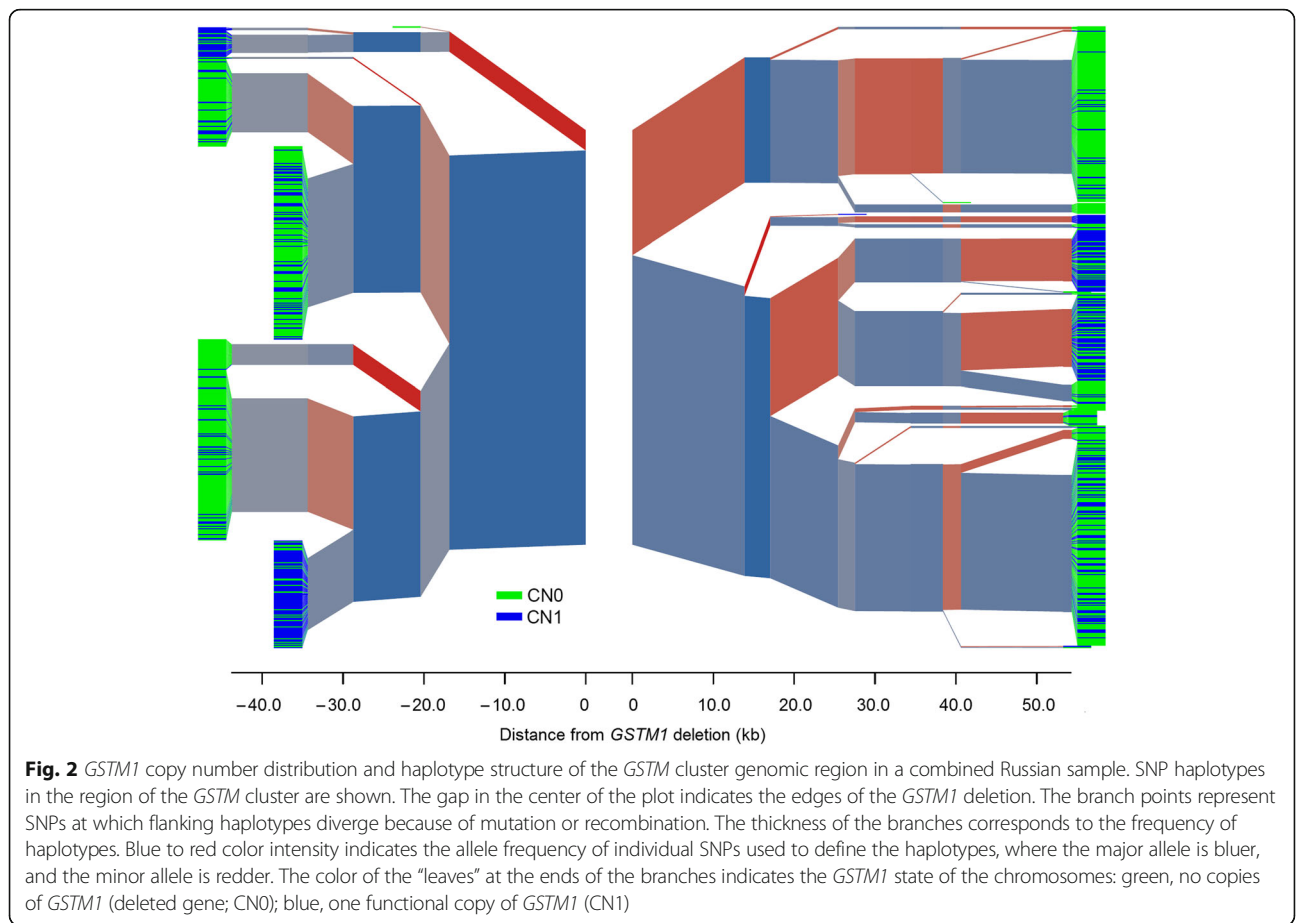 CN0
CN1
−40.0 −30.0 −20.0 −10.0 0 0 10.0 20.0 30.0 40.0 50.0
Distance from GSTM1 deletion (kb)
Fig. 2 GSTM1 copy number distribution and haplotype structure of the GSTM cluster genomic region in a combined Russian sample. SNP haplotypes
in the region of the GSTM cluster are shown. The gap in the center of the plot indicates the edges of the GSTM1 deletion. The branch points represent
SNPs at which flanking haplotypes diverge because of mutation or recombination. The thickness of the branches corresponds to the frequency of
haplotypes. Blue to red color intensity indicates the allele frequency of individual SNPs used to define the haplotypes, where the major allele is bluer,
and the minor allele is redder. The color of the “leaves” at the ends of the branches indicates the GSTM1 state of the chromosomes: green, no copies
of GSTM1 (deleted gene; CN0); blue, one functional copy of GSTM1 (CN1)